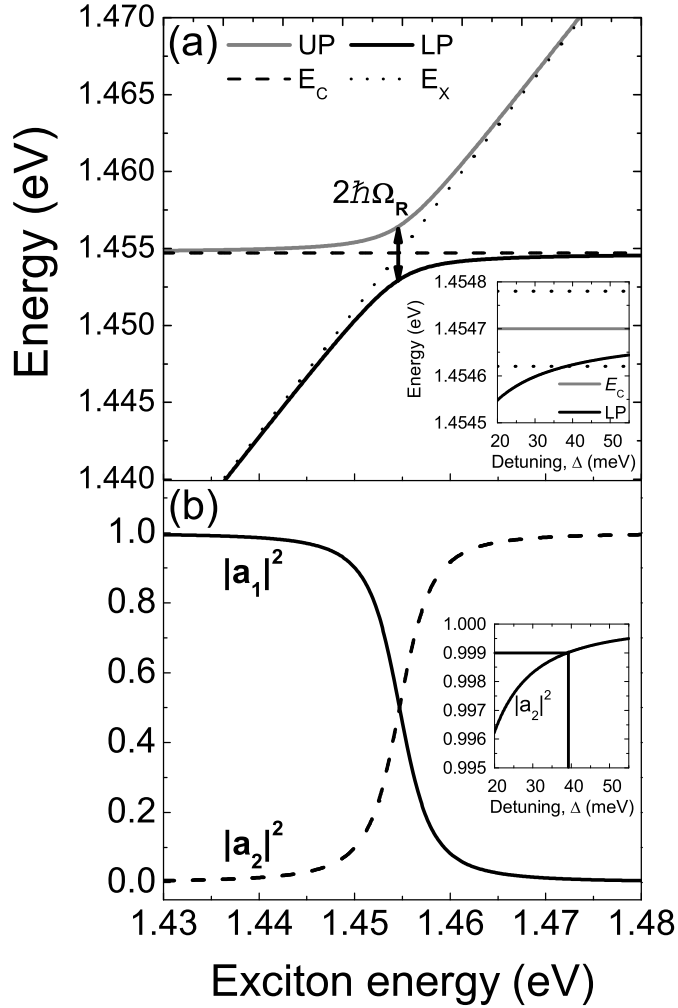 (a)
UP LP
E_C E_X
Energy (eV)
1.470
1.465
1.460
1.455
1.450
1.445
1.440
2ℏΩ_R
Energy (eV)
1.4548
1.4547
1.4546
1.4545
E_C
LP
20 30 40 50
Detuning, Δ (meV)
(b)
1.0
0.8
0.6
0.4
0.2
0.0
|a_1|^2
|a_2|^2
1.000
0.999
0.998
0.997
0.996
0.995
|a_2|^2
20 30 40 50
Detuning, Δ (meV)
1.43 1.44 1.45 1.46 1.47 1.48
Exciton energy (eV)